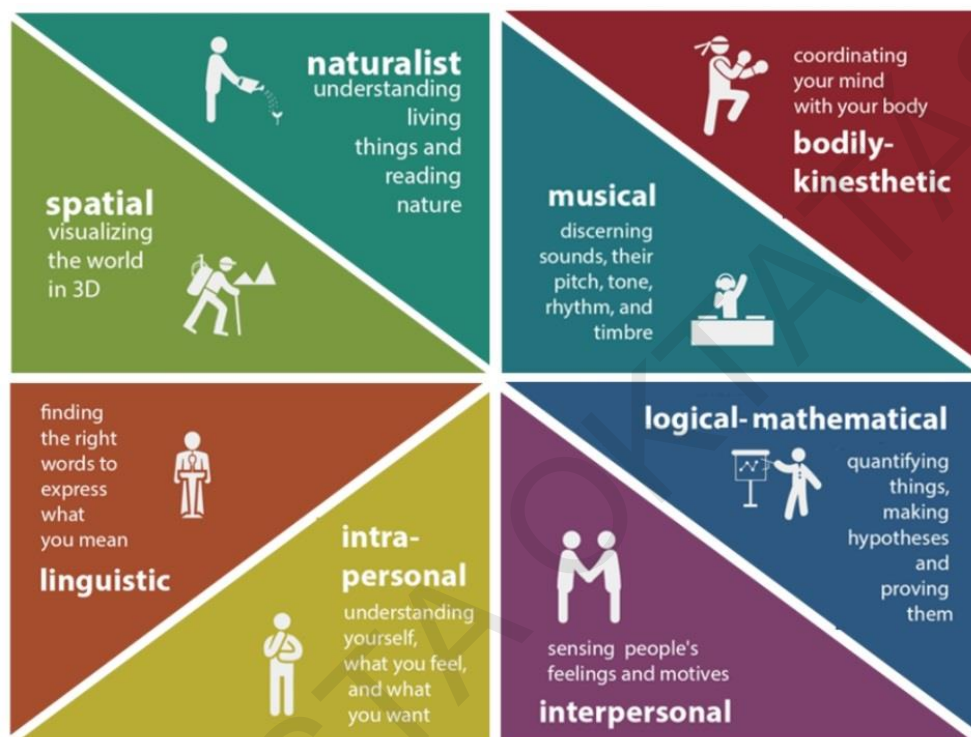 naturalist
understanding
living
things and
reading
nature
spatial
visualizing
the world
in 3D
coordinating
your mind
with your body
bodily-
kinesthetic
musical
discerning
sounds, their
pitch, tone,
rhythm, and
timbre
finding
the right
words to
express
what
you mean
linguistic
intra-
personal
understanding
yourself,
what you feel,
and what
you want
logical-mathematical
quantifying
things,
making
hypotheses
and
proving
them
sensing people's
feelings and motives
interpersonal